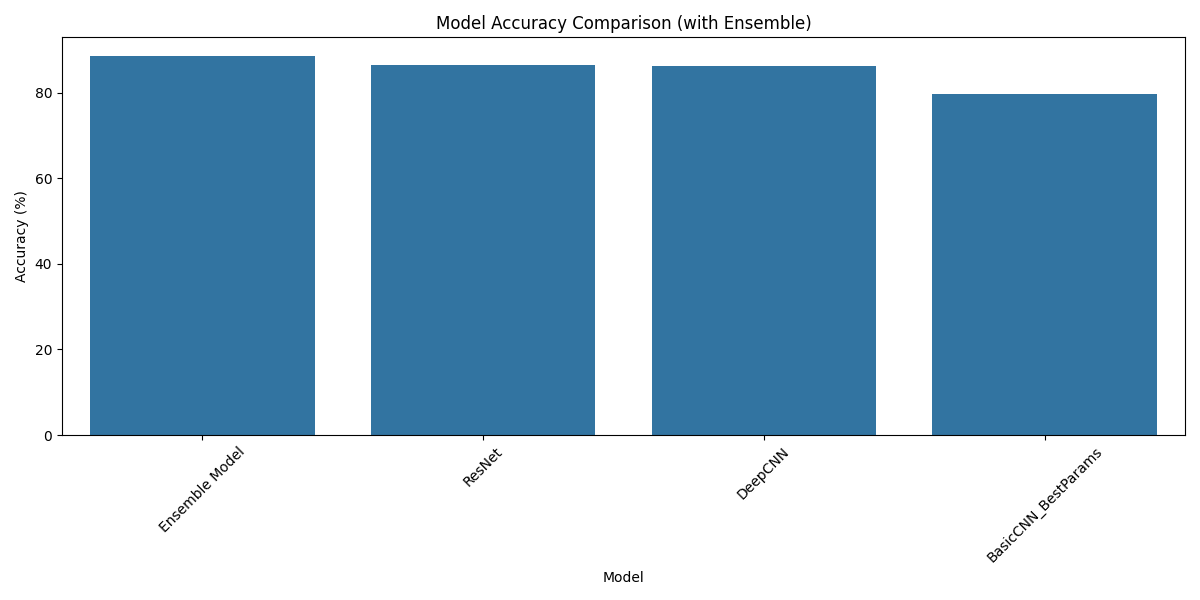 Model Accuracy Comparison (with Ensemble)
Accuracy (%)
80
60
40
20
0
Ensemble Model
ResNet
DeepCNN
BasicCNN_BestParams
Model